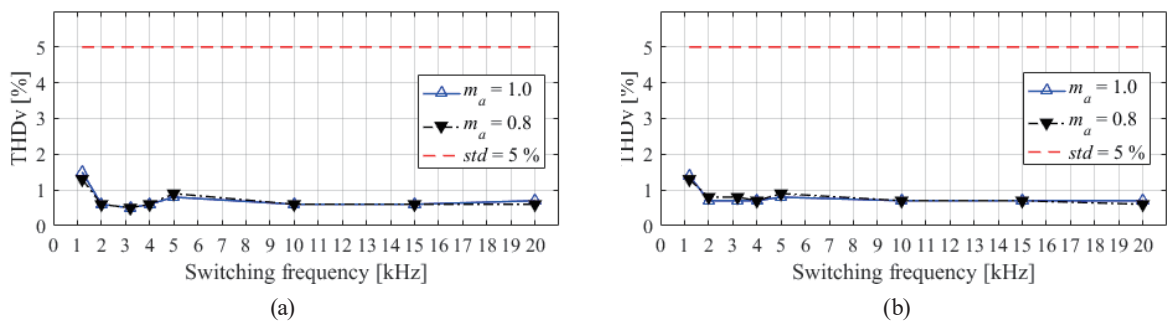 5
4
3
2
1
0
THDv [%]
m_a = 1.0
m_a = 0.8
std = 5 %
0 1 2 3 4 5 6 7 8 9 10 11 12 13 14 15 16 17 18 19 20
Switching frequency [kHz]
(a)
5
4
3
2
1
0
THDv [%]
m_a = 1.0
m_a = 0.8
std = 5 %
0 1 2 3 4 5 6 7 8 9 10 11 12 13 14 15 16 17 18 19 20
Switching frequency [kHz]
(b)